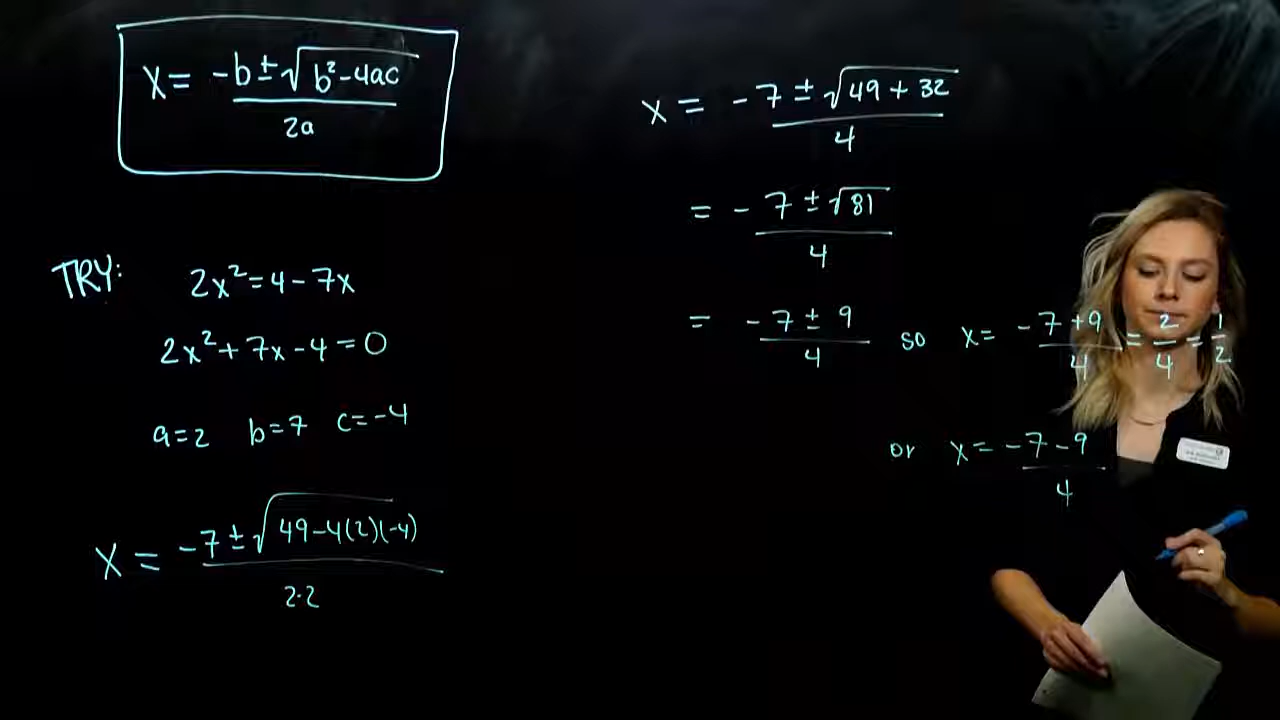 x = -b ± √(b² - 4ac) / 2a
TRY:
2x² = 4 - 7x
2x² + 7x - 4 = 0
a = 2 b = 7 c = -4
x = -7 ± √(49 - 4(2)(-4)) / 2·2
x = -7 ± √(49 + 32) / 4
= -7 ± √81 / 4
= -7 ± 9 / 4 so x = -7 + 9 / 4 = 2/4 = 1/2
or x = -7 - 9 / 4